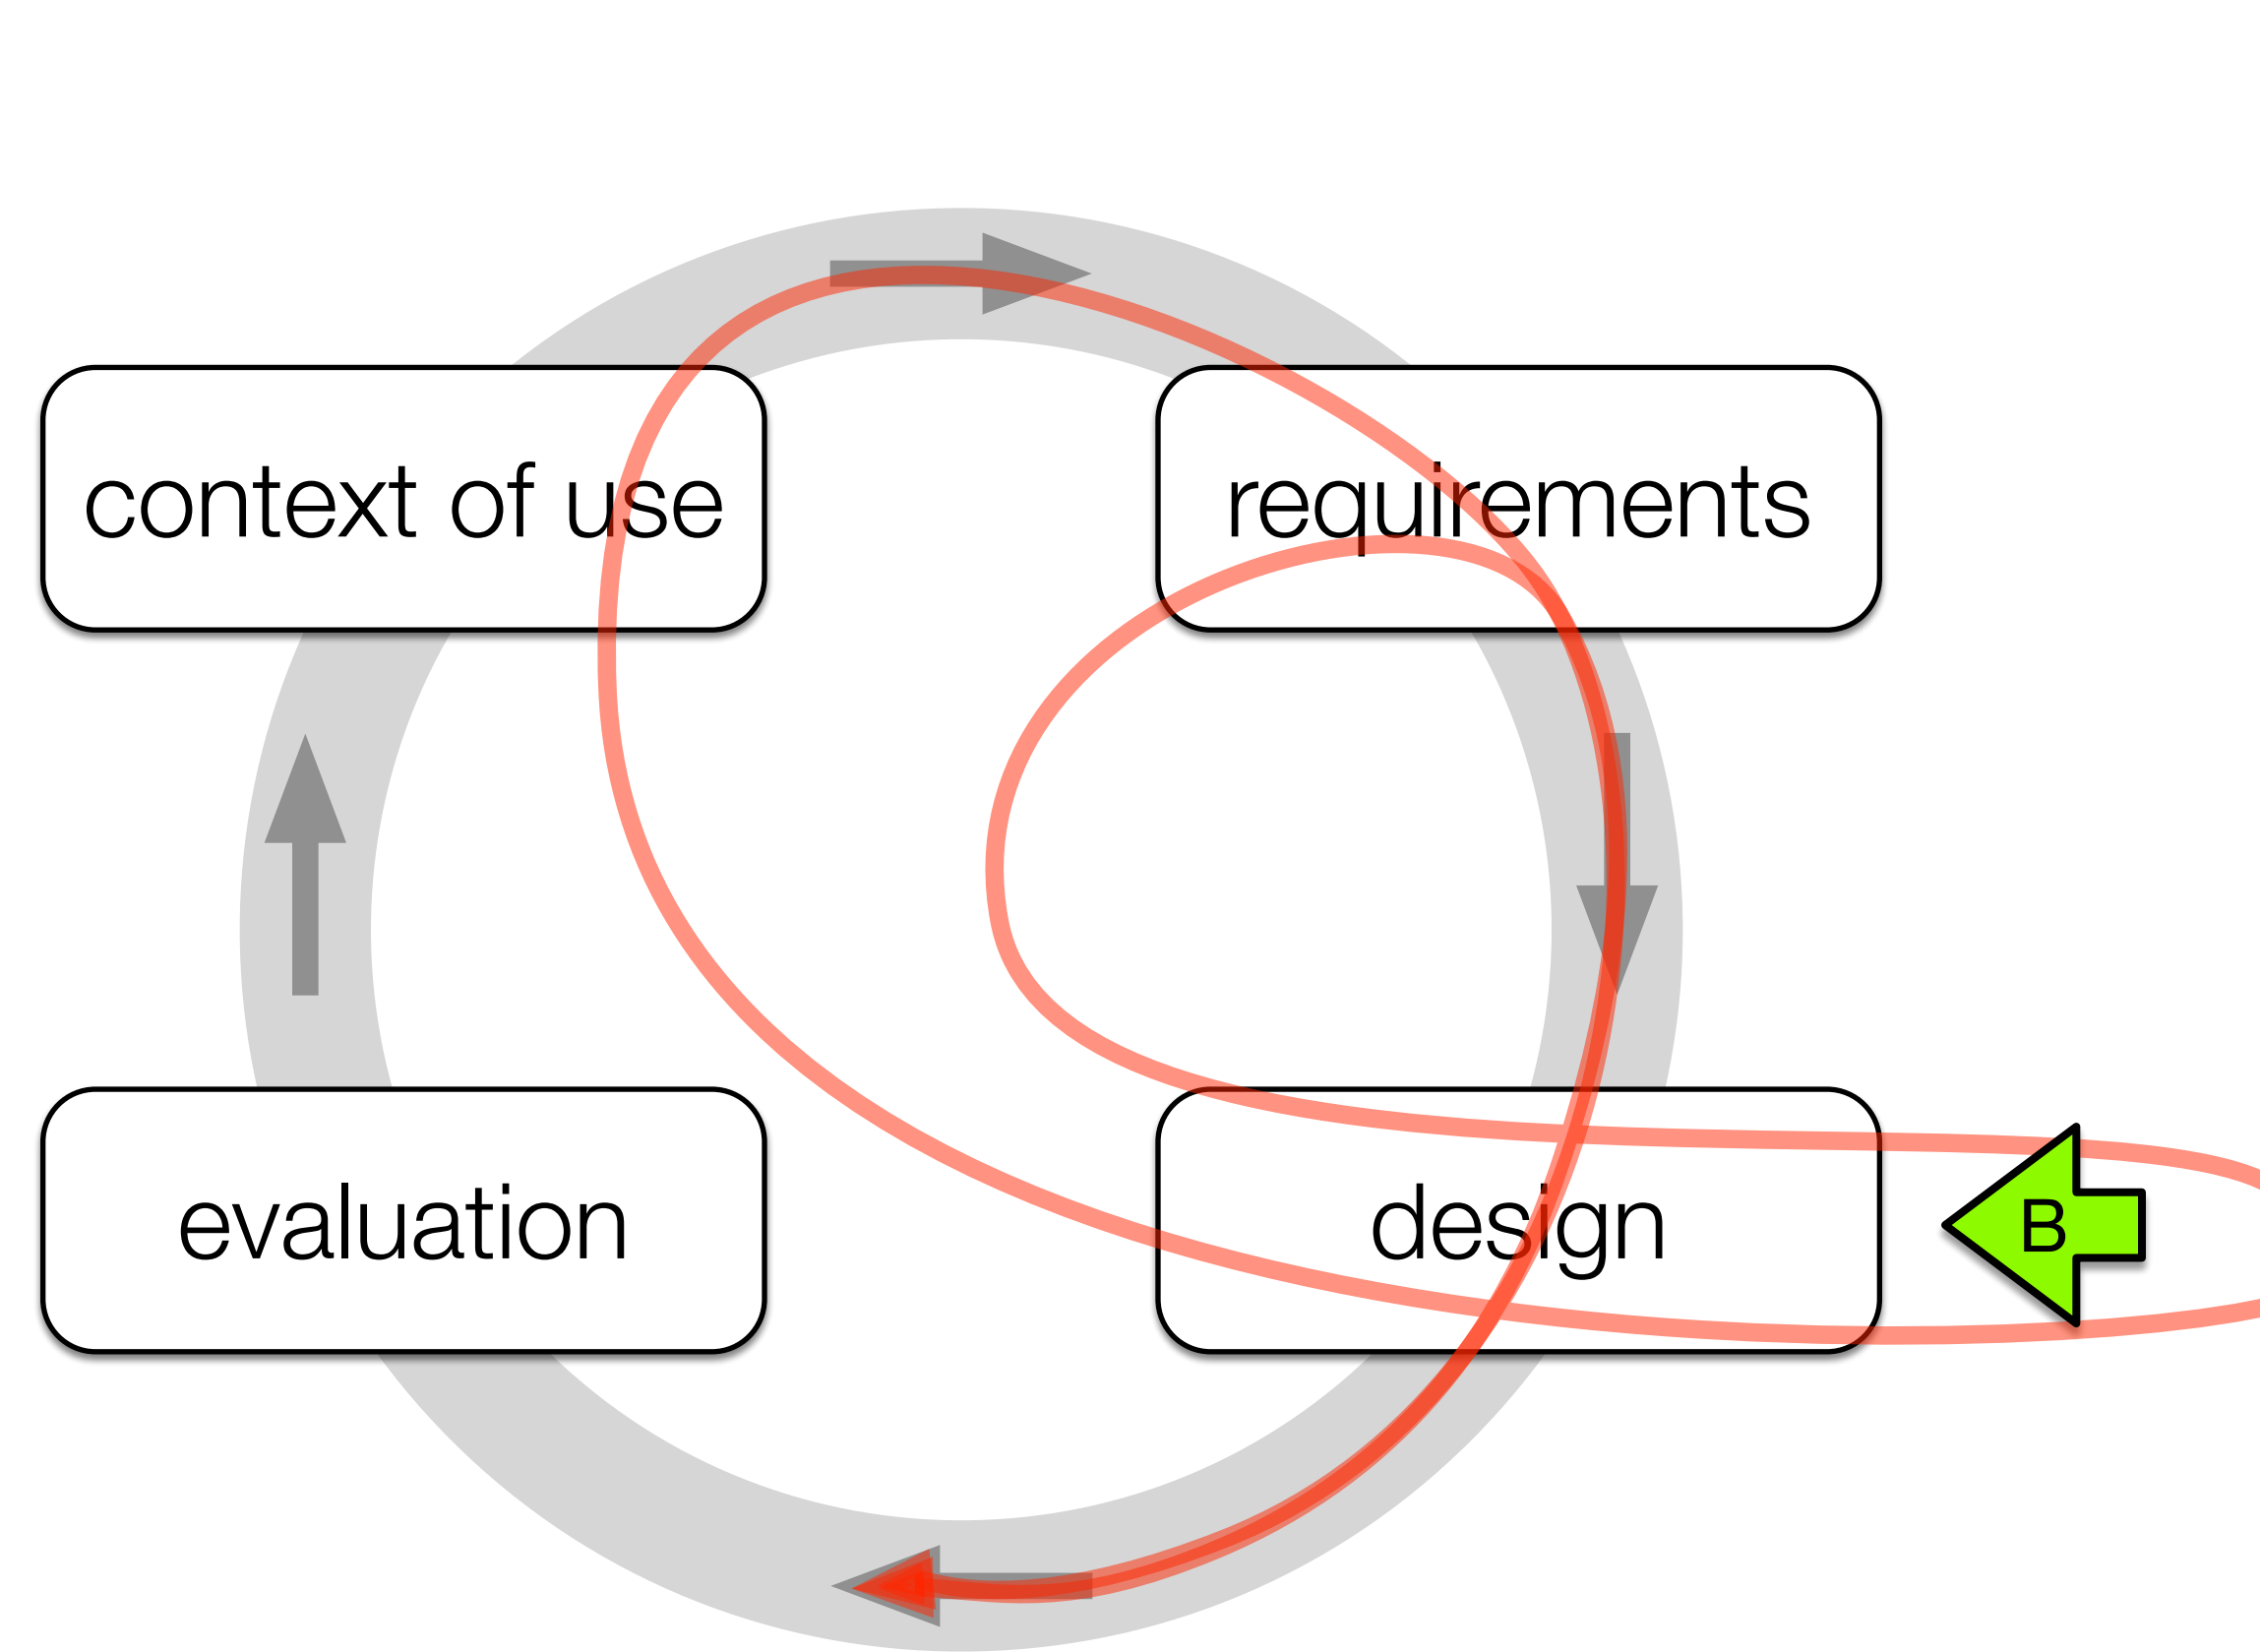 context of use
requirements
evaluation
design
B